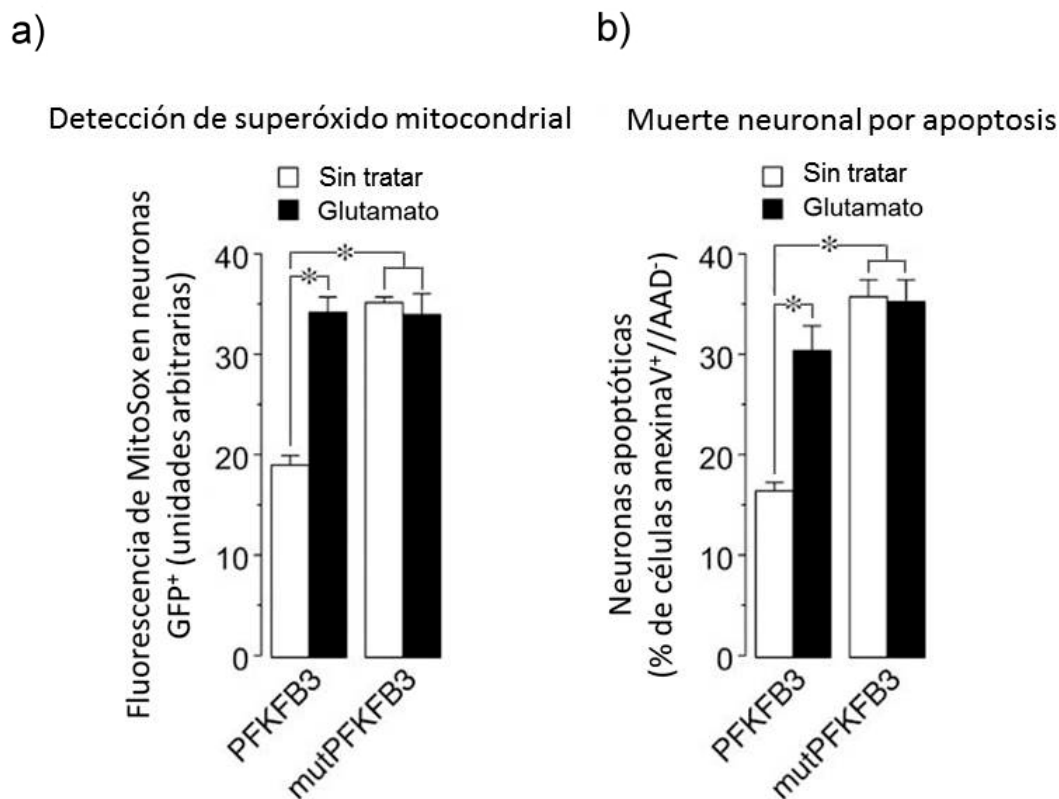 a)
Detección de superóxido mitocondrial
Sin tratar
Glutamato
Fluorescencia de MitoSox en neuronas
GFP⁺ (unidades arbitrarias)
*
*
40
30
20
10
0
PFKFB3
mutPFKFB3
b)
Muerte neuronal por apoptosis
Sin tratar
Glutamato
Neuronas apoptóticas
(% de células anexinaV⁺//AAD⁻)
*
*
40
30
20
10
0
PFKFB3
mutPFKFB3